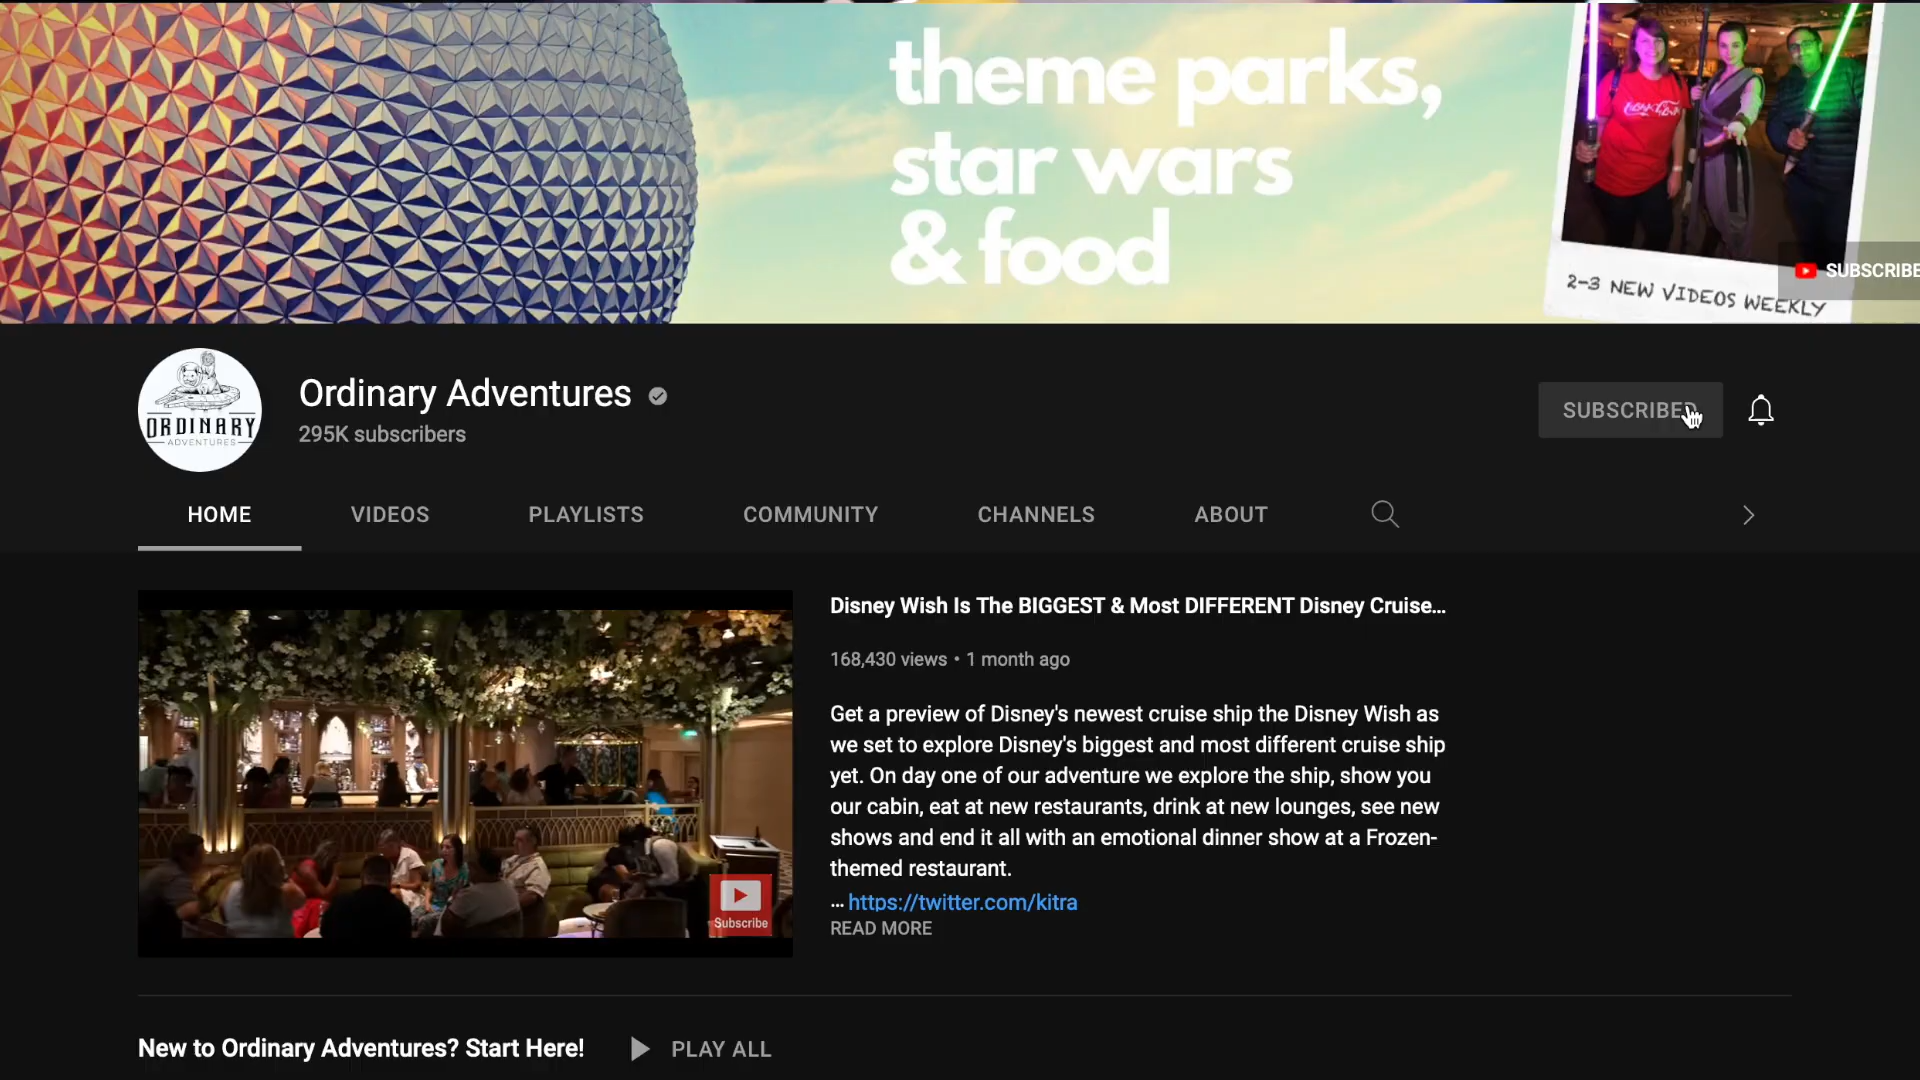 theme parks,
star wars
& food
2-3 NEW VIDEOS WEEKLY
SUBSCRIBE
ORDINARY
ADVENTURES
Ordinary Adventures
295K subscribers
SUBSCRIBED
HOME
VIDEOS
PLAYLISTS
COMMUNITY
CHANNELS
ABOUT
Subscribe
Disney Wish Is The BIGGEST & Most DIFFERENT Disney Cruise...
168,430 views • 1 month ago
Get a preview of Disney's newest cruise ship the Disney Wish as
we set to explore Disney's biggest and most different cruise ship
yet. On day one of our adventure we explore the ship, show you
our cabin, eat at new restaurants, drink at new lounges, see new
shows and end it all with an emotional dinner show at a Frozen-
themed restaurant.
... https://twitter.com/kitra
READ MORE
New to Ordinary Adventures? Start Here!
PLAY ALL